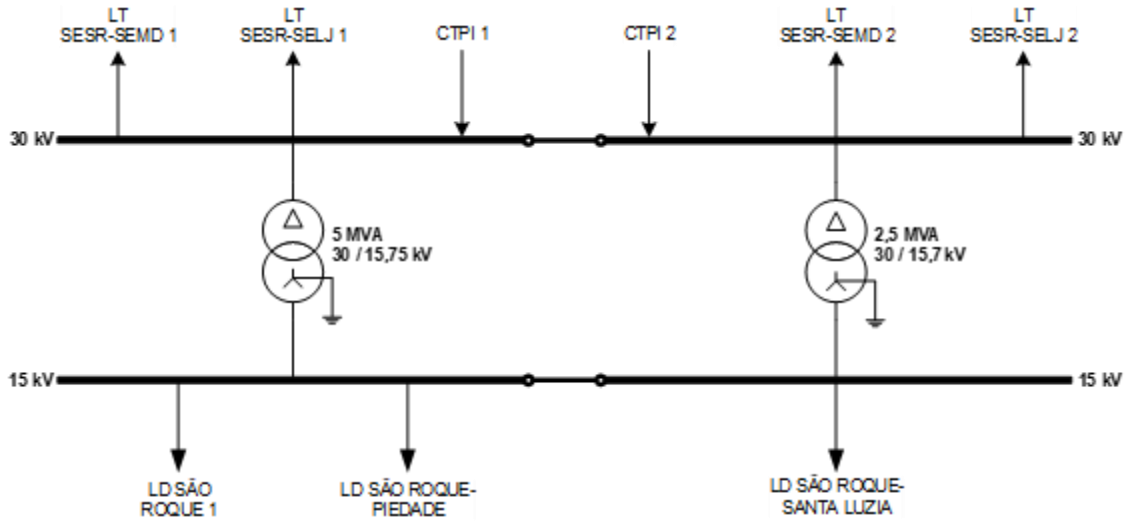 LT
SESR-SEMD 1
LT
SESR-SELJ 1
CTPI 1
CTPI 2
LT
SESR-SEMD 2
LT
SESR-SELJ 2
30 kV
30 kV
5 MVA
30 / 15,75 kV
2,5 MVA
30 / 15,7 kV
15 kV
15 kV
LD SÃO
ROQUE 1
LD SÃO ROQUE-
PIEDADE
LD SÃO ROQUE-
SANTA LUZIA